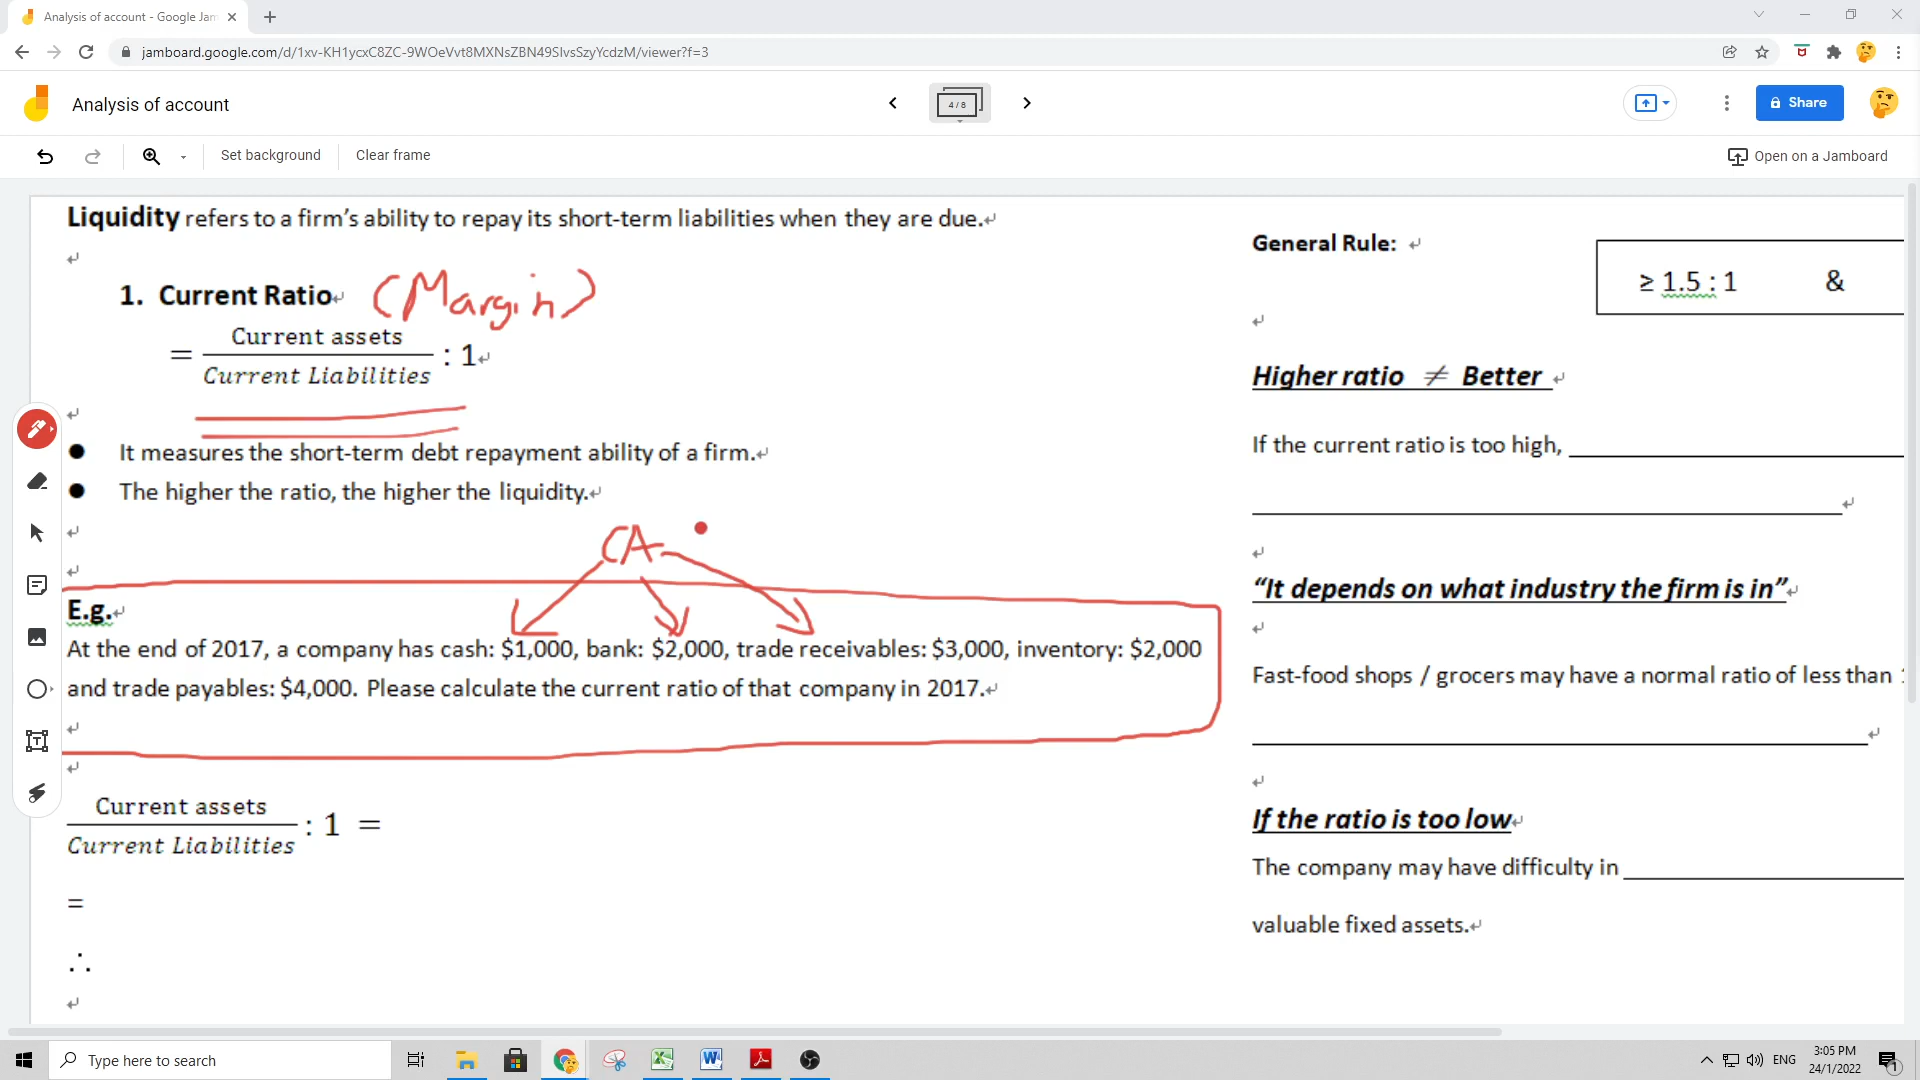 Analysis of account - Google Jam
jamboard.google.com/d/1xv-KH1ycxC8ZC-9WOeVvt8MXNsZBN49SlvsSzyYcdzM/viewer?f=3
Analysis of account
4 / 8
Share
Set background
Clear frame
Open on a Jamboard
Liquidity refers to a firm's ability to repay its short-term liabilities when they are due.
1. Current Ratio (Margin)
= Current assets / Current Liabilities : 1
● It measures the short-term debt repayment ability of a firm.
● The higher the ratio, the higher the liquidity.
CA
E.g.
At the end of 2017, a company has cash: $1,000, bank: $2,000, trade receivables: $3,000, inventory: $2,000
and trade payables: $4,000. Please calculate the current ratio of that company in 2017.
Current assets / Current Liabilities : 1 =
=
∴
General Rule:
≥ 1.5 : 1 &
Higher ratio ≠ Better
If the current ratio is too high,
“It depends on what industry the firm is in”
Fast-food shops / grocers may have a normal ratio of less than
If the ratio is too low
The company may have difficulty in
valuable fixed assets.
Type here to search
ENG
3:05 PM
24/1/2022
1